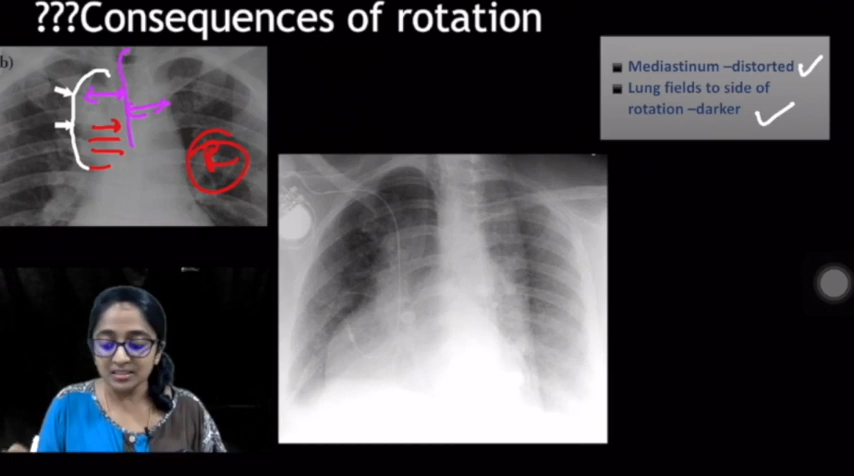 ???Consequences of rotation
b)
Mediastinum –distorted
Lung fields to side of
rotation –darker
R